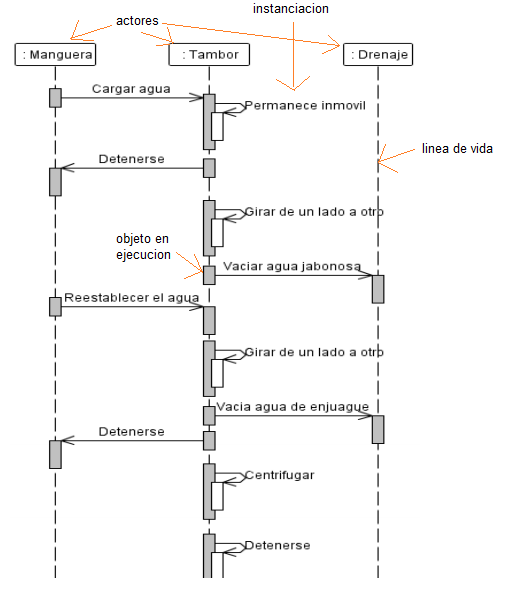 instanciacion
actores
: Manguera
: Tambor
: Drenaje
Cargar agua
Permanece inmovil
linea de vida
Detenerse
Girar de un lado a otro
objeto en
ejecucion
Vaciar agua jabonosa
Reestablecer el agua
Girar de un lado a otro
Vacia agua de enjuague
Detenerse
Centrifugar
Detenerse